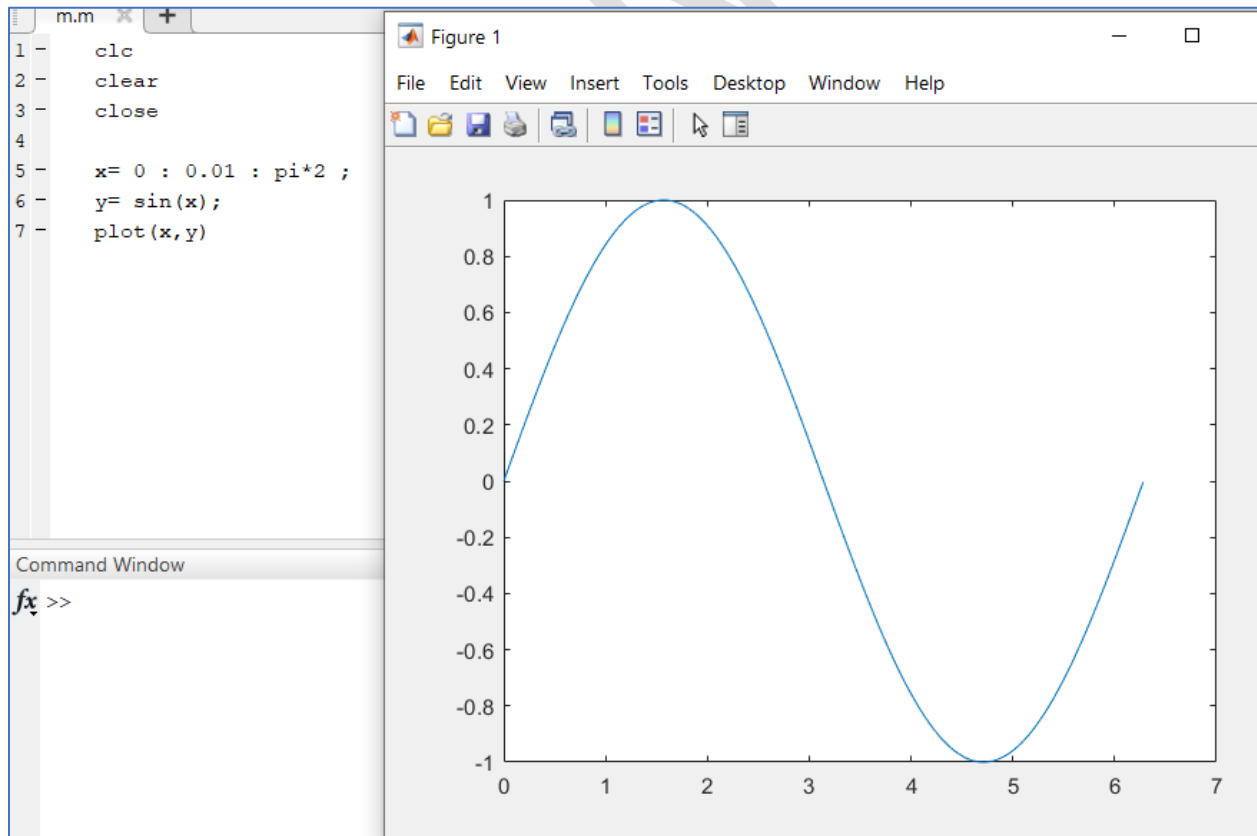 m.m
1 - clc
2 - clear
3 - close
4
5 - x= 0 : 0.01 : pi*2 ;
6 - y= sin(x);
7 - plot(x,y)
Command Window
fx >>
Figure 1
File Edit View Insert Tools Desktop Window Help
1
0.8
0.6
0.4
0.2
0
-0.2
-0.4
-0.6
-0.8
-1
0 1 2 3 4 5 6 7